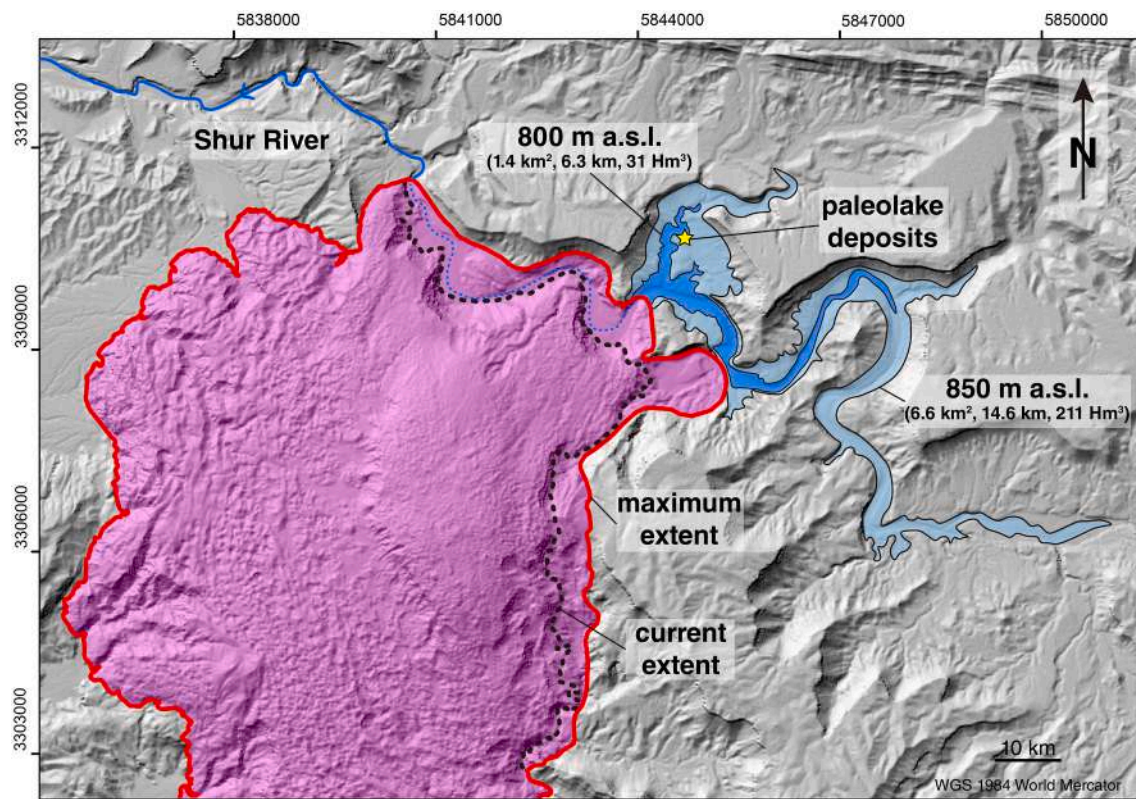 5838000
5841000
5844000
5847000
5850000
3312000
3309000
3306000
3303000
Shur River
800 m a.s.l.
(1.4 km², 6.3 km, 31 Hm³)
N
paleolake
deposits
850 m a.s.l.
(6.6 km², 14.6 km, 211 Hm³)
maximum
extent
current
extent
10 km
WGS 1984 World Mercator